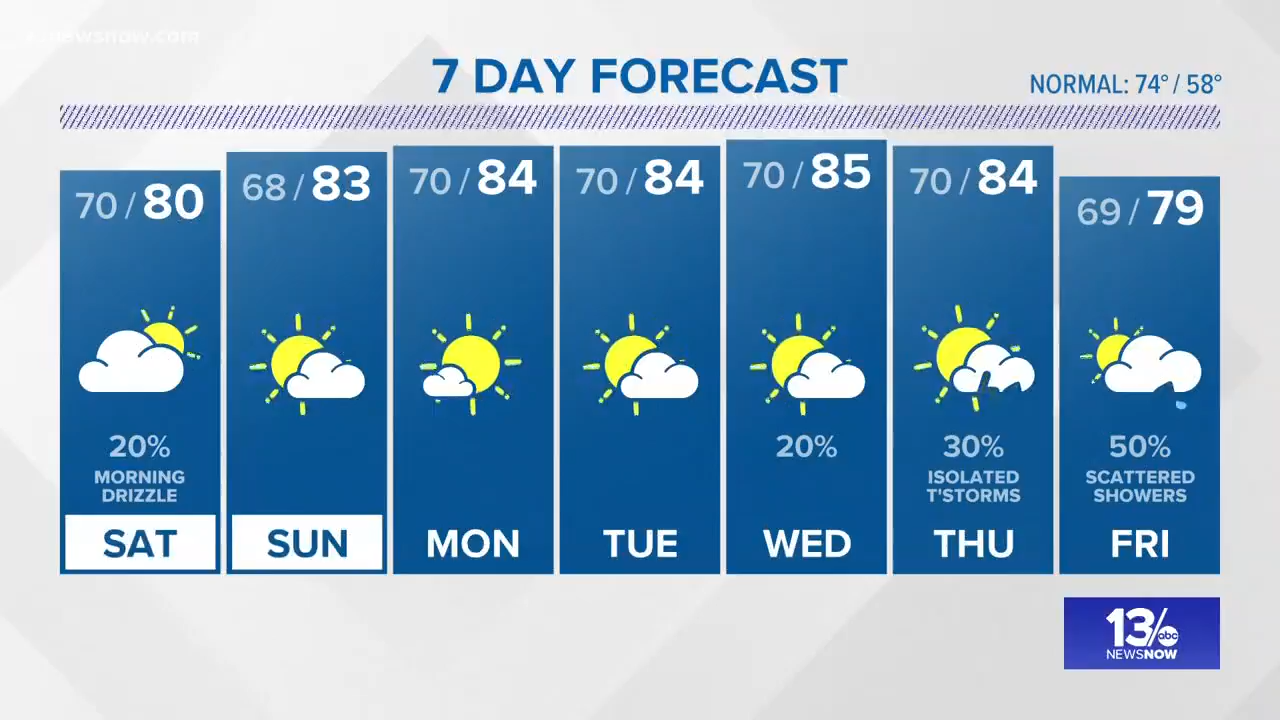 7 DAY FORECAST
NORMAL: 74° / 58°
70 / 80
68 / 83
70 / 84
70 / 84
70 / 85
70 / 84
69 / 79
20%
MORNING
DRIZZLE
20%
30%
ISOLATED
T'STORMS
50%
SCATTERED
SHOWERS
SAT
SUN
MON
TUE
WED
THU
FRI
13/
abc
NEWSNOW